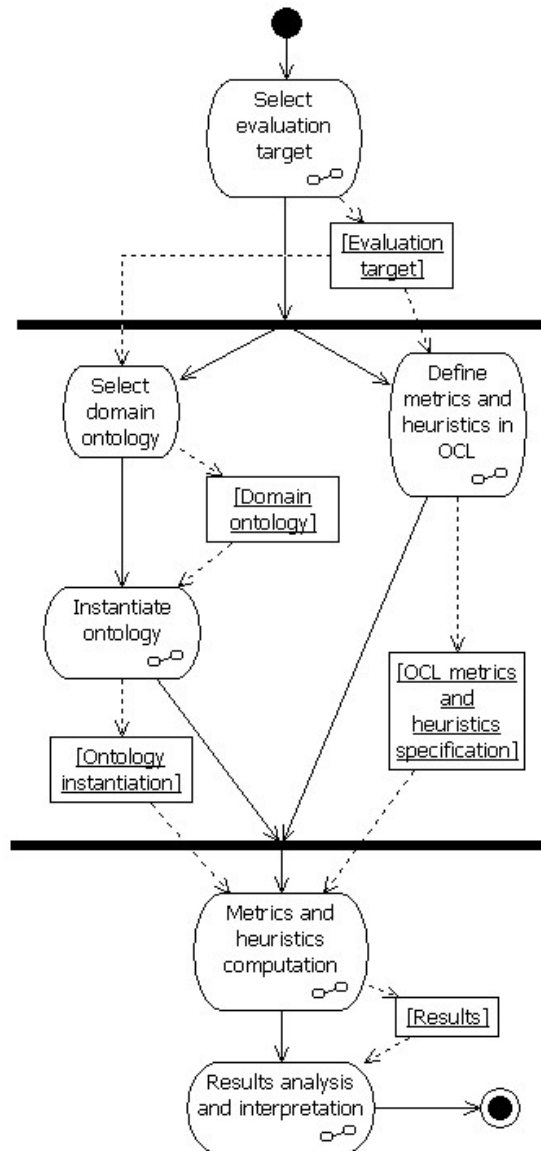 Select
evaluation
target
[Evaluation
target]
Select
domain
ontology
Define
metrics and
heuristics in
OCL
[Domain
ontology]
Instantiate
ontology
[OCL metrics
and
heuristics
specification]
[Ontology
instantiation]
Metrics and
heuristics
computation
[Results]
Results analysis
and interpretation